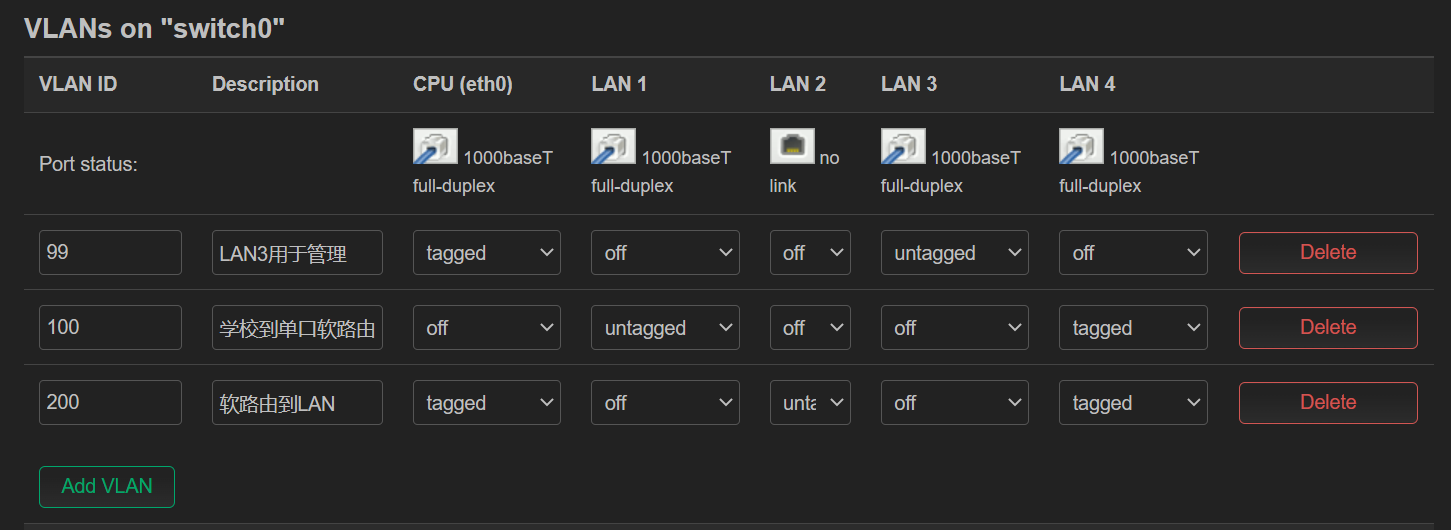 VLANs on "switch0"
VLAN ID Description CPU (eth0) LAN 1 LAN 2 LAN 3 LAN 4
Port status: 1000baseT 1000baseT no 1000baseT 1000baseT
full-duplex full-duplex link full-duplex full-duplex
99 LAN3用于管理 tagged off off untagged off Delete
100 学校到单口软路由 off untagged off off tagged Delete
200 软路由到LAN tagged off unta off tagged Delete
Add VLAN